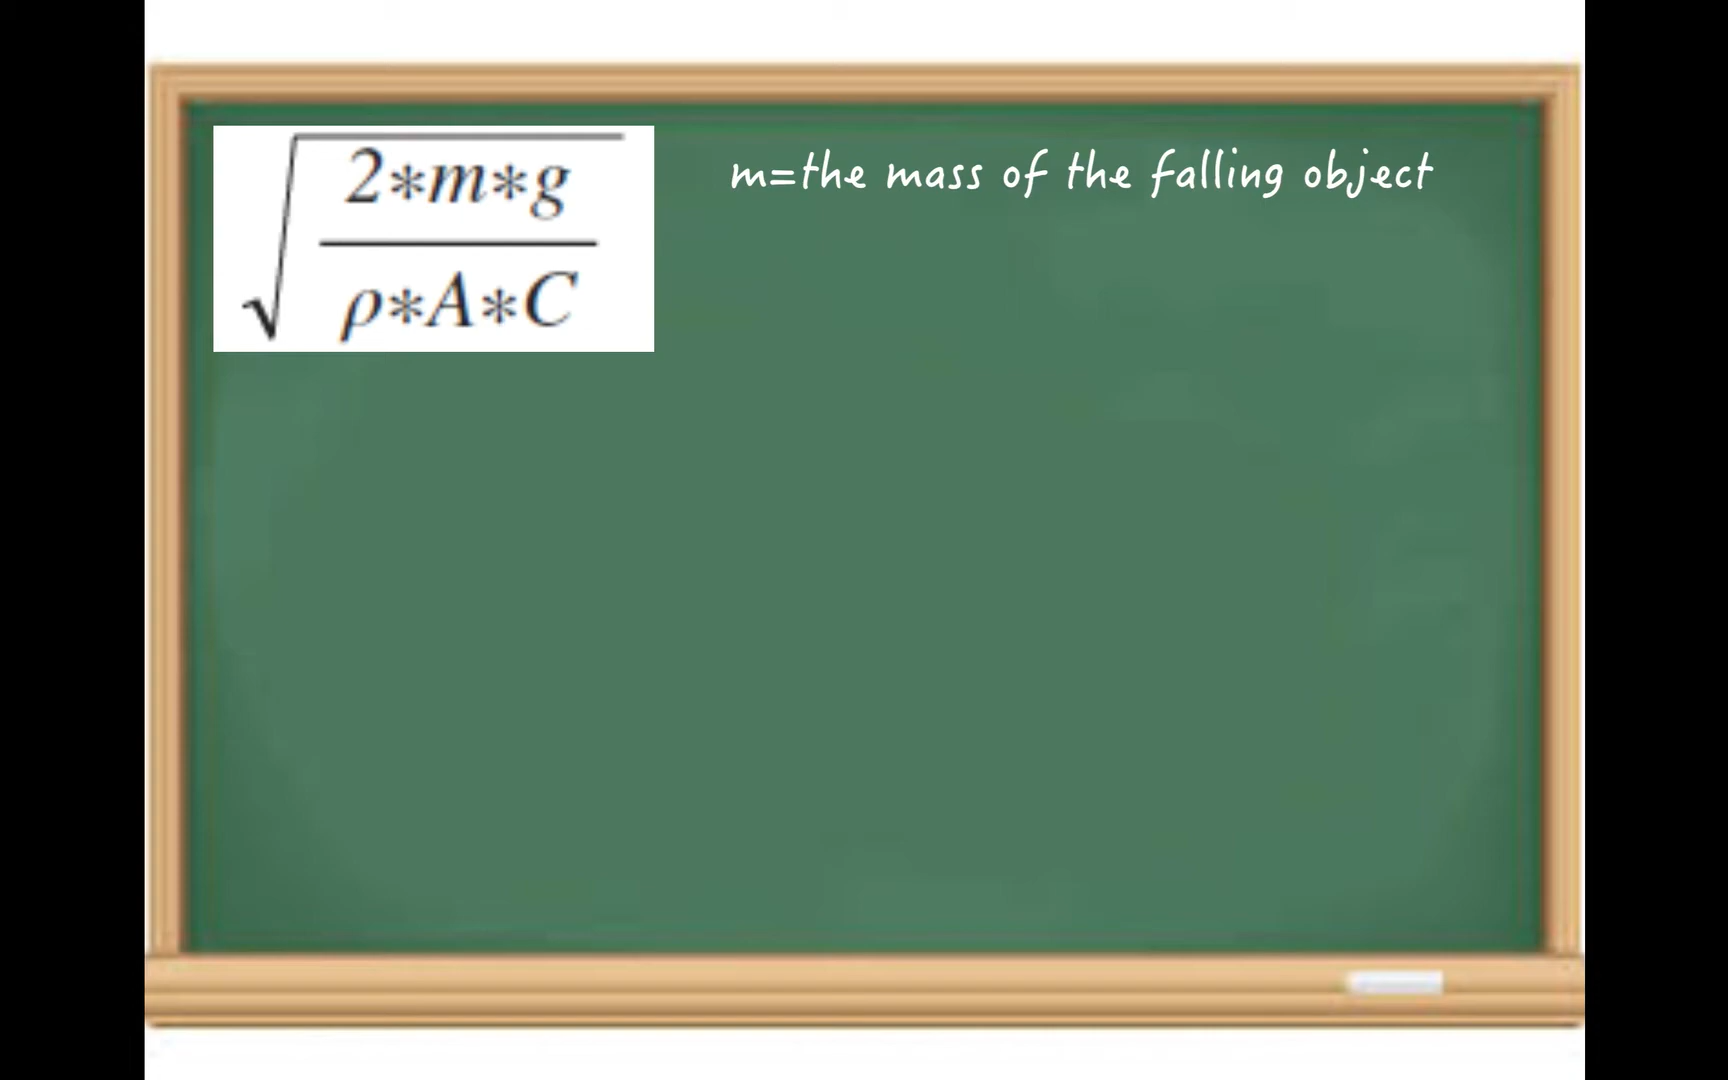 √(2*m*g / ρ*A*C)
m=the mass of the falling object